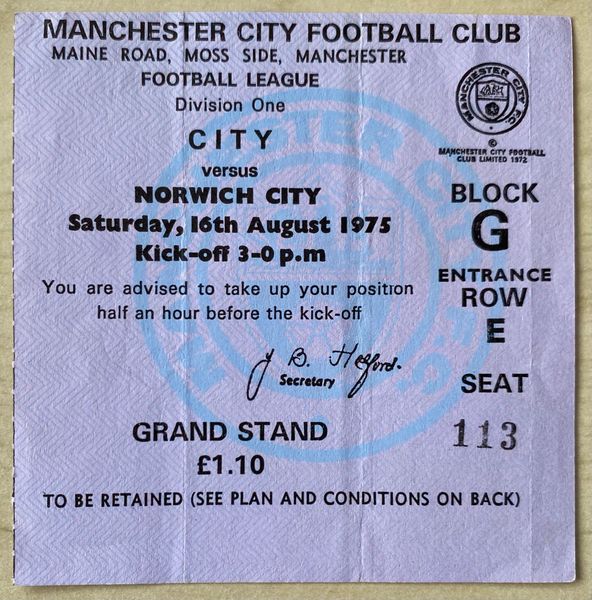 MANCHESTER CITY FOOTBALL CLUB
MAINE ROAD, MOSS SIDE, MANCHESTER
FOOTBALL LEAGUE
Division One
CITY
versus
NORWICH CITY
Saturday, 16th August 1975
Kick-off 3-0 p.m
You are advised to take up your position
half an hour before the kick-off
J. B. Halford.
Secretary
GRAND STAND
£1.10
TO BE RETAINED (SEE PLAN AND CONDITIONS ON BACK)
MANCHESTER CITY F.C.
©
MANCHESTER CITY FOOTBALL
CLUB LIMITED 1972
BLOCK
G
ENTRANCE
ROW
E
SEAT
113
MANCHESTER CITY F.C.